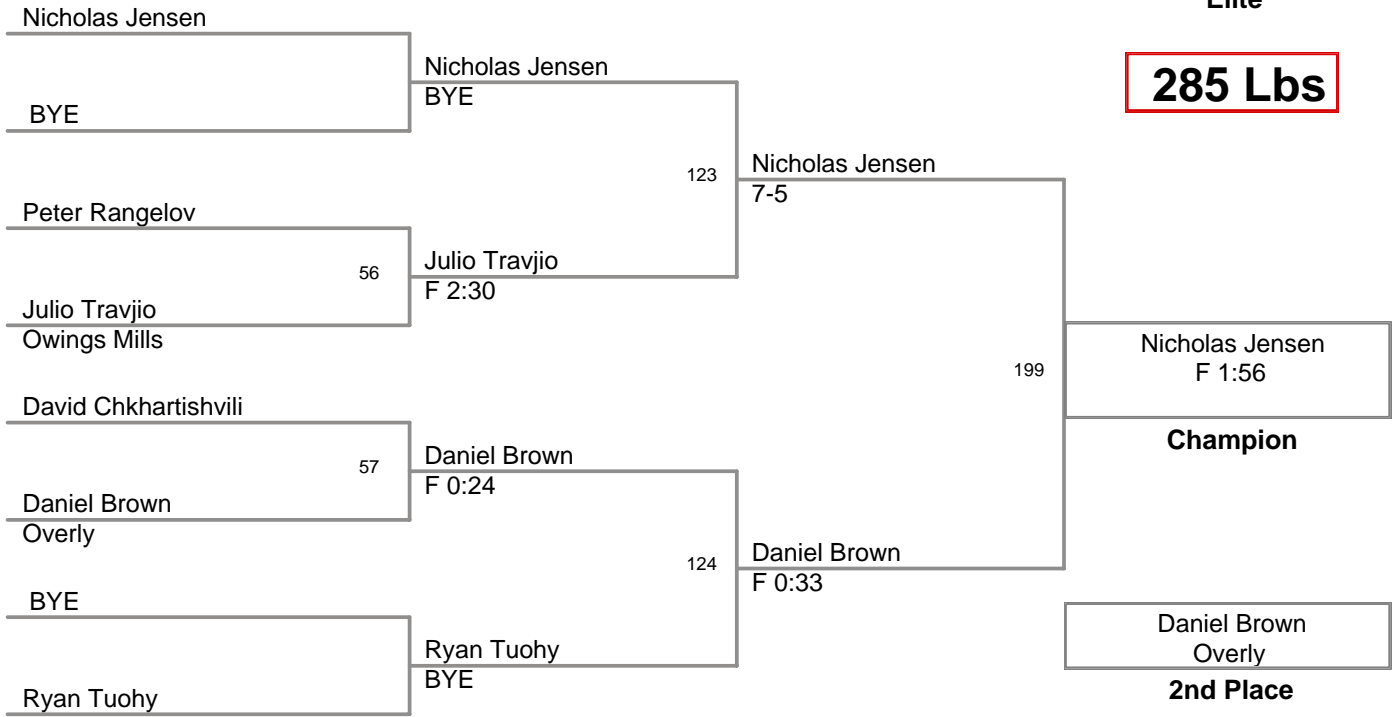 Elite
285 Lbs
Nicholas Jensen
BYE
Peter Rangelov
56
Julio Travjio
Owings Mills
David Chkhartishvili
57
Daniel Brown
Overly
BYE
Ryan Tuohy
Nicholas Jensen
BYE
123
Julio Travjio
F 2:30
Daniel Brown
F 0:24
124
Ryan Tuohy
BYE
Nicholas Jensen
7-5
199
Daniel Brown
F 0:33
Nicholas Jensen
F 1:56
Champion
Daniel Brown
Overly
2nd Place